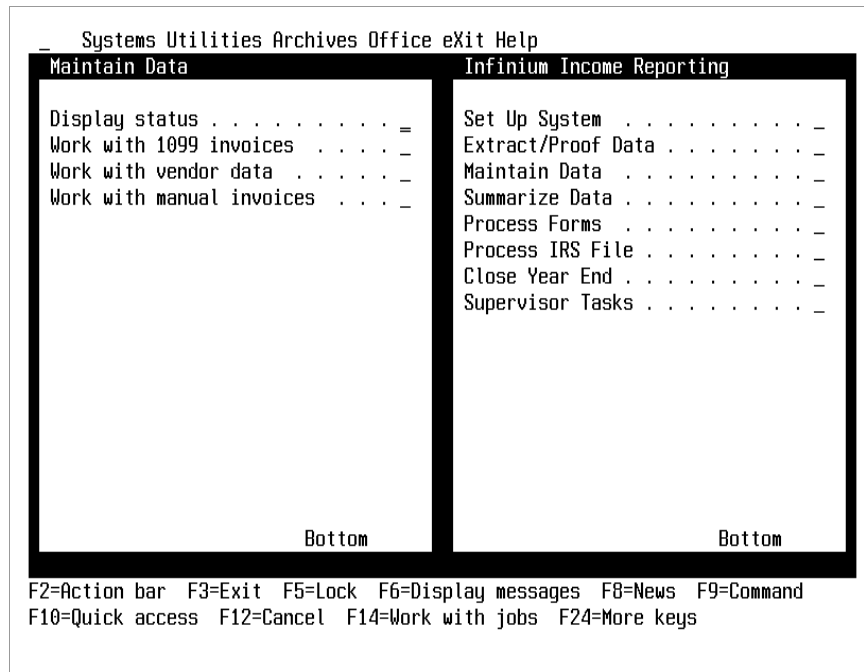 _ Systems Utilities Archives Office eXit Help
Maintain Data
Display status . . . . . . . . . _
Work with 1099 invoices . . . . _
Work with vendor data . . . . . _
Work with manual invoices . . . _
Bottom
Infinium Income Reporting
Set Up System . . . . . . . . . _
Extract/Proof Data . . . . . . . _
Maintain Data . . . . . . . . . _
Summarize Data . . . . . . . . . _
Process Forms . . . . . . . . . _
Process IRS File . . . . . . . . _
Close Year End . . . . . . . . . _
Supervisor Tasks . . . . . . . . _
Bottom
F2=Action bar F3=Exit F5=Lock F6=Display messages F8=News F9=Command
F10=Quick access F12=Cancel F14=Work with jobs F24=More keys